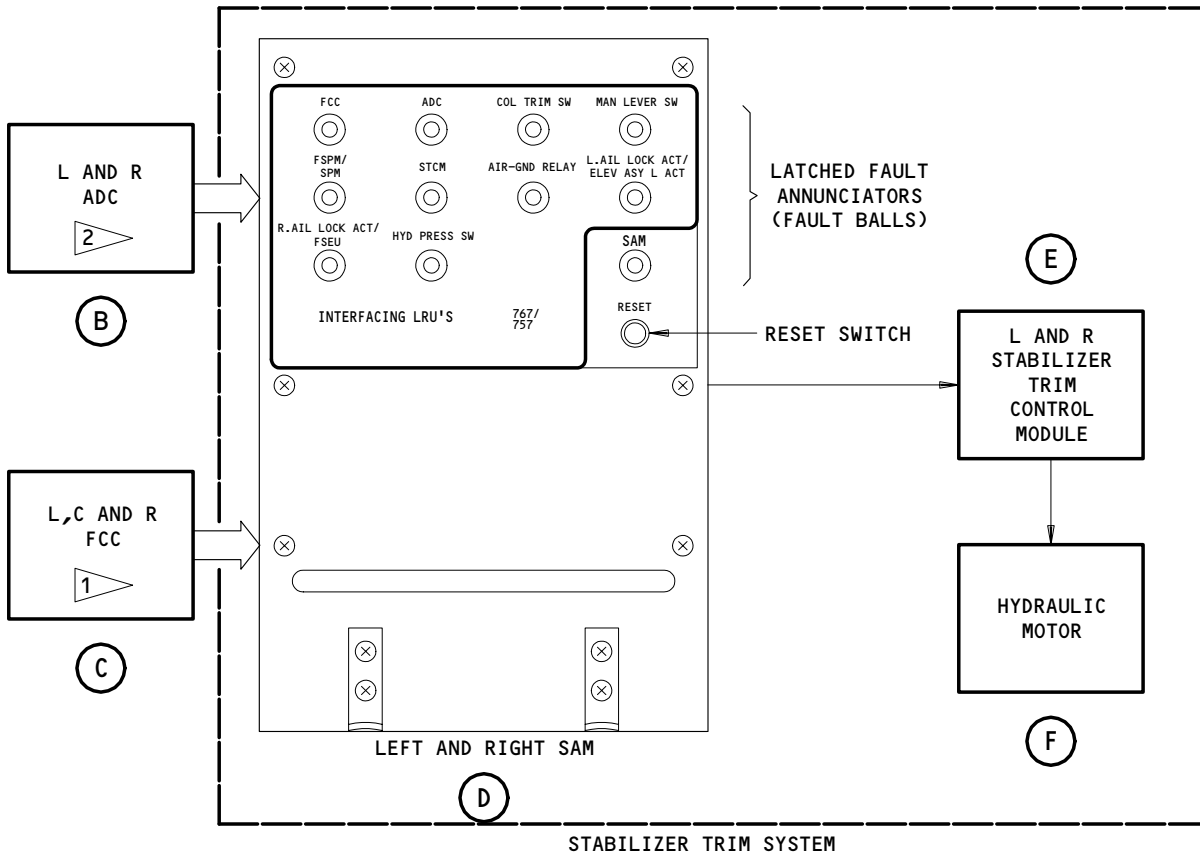 L AND R
ADC
2
B
L,C AND R
FCC
1
C
FCC
ADC
COL TRIM SW
MAN LEVER SW
FSPM/
SPM
STCM
AIR-GND RELAY
L.AIL LOCK ACT/
ELEV ASY L ACT
R.AIL LOCK ACT/
FSEU
HYD PRESS SW
SAM
INTERFACING LRU'S
767/
757
RESET
LATCHED FAULT
ANNUNCIATORS
(FAULT BALLS)
RESET SWITCH
LEFT AND RIGHT SAM
D
E
L AND R
STABILIZER
TRIM
CONTROL
MODULE
HYDRAULIC
MOTOR
F
STABILIZER TRIM SYSTEM